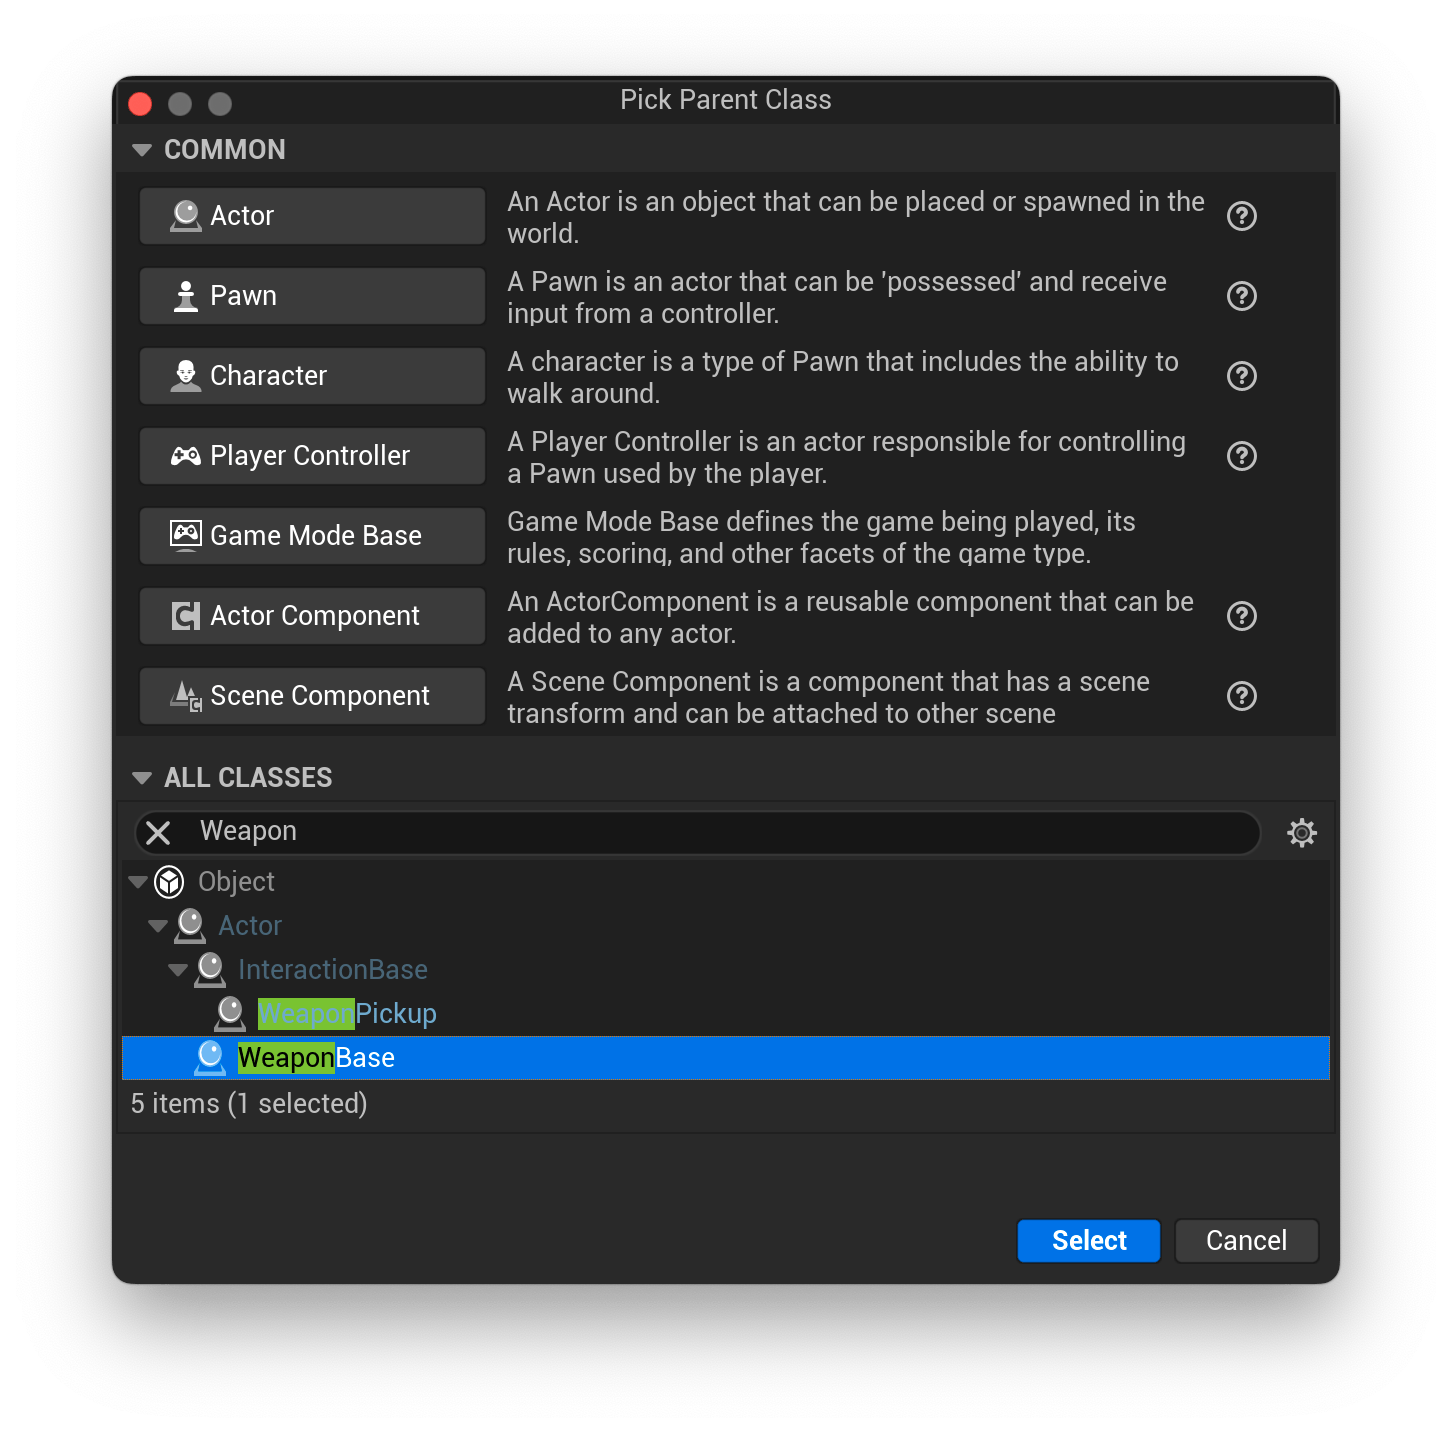 Pick Parent Class
COMMON
Actor
An Actor is an object that can be placed or spawned in the
world.
Pawn
A Pawn is an actor that can be 'possessed' and receive
input from a controller.
Character
A character is a type of Pawn that includes the ability to
walk around.
Player Controller
A Player Controller is an actor responsible for controlling
a Pawn used by the player.
Game Mode Base
Game Mode Base defines the game being played, its
rules, scoring, and other facets of the game type.
Actor Component
An ActorComponent is a reusable component that can be
added to any actor.
Scene Component
A Scene Component is a component that has a scene
transform and can be attached to other scene
ALL CLASSES
Weapon
Object
Actor
InteractionBase
WeaponPickup
WeaponBase
5 items (1 selected)
Select
Cancel